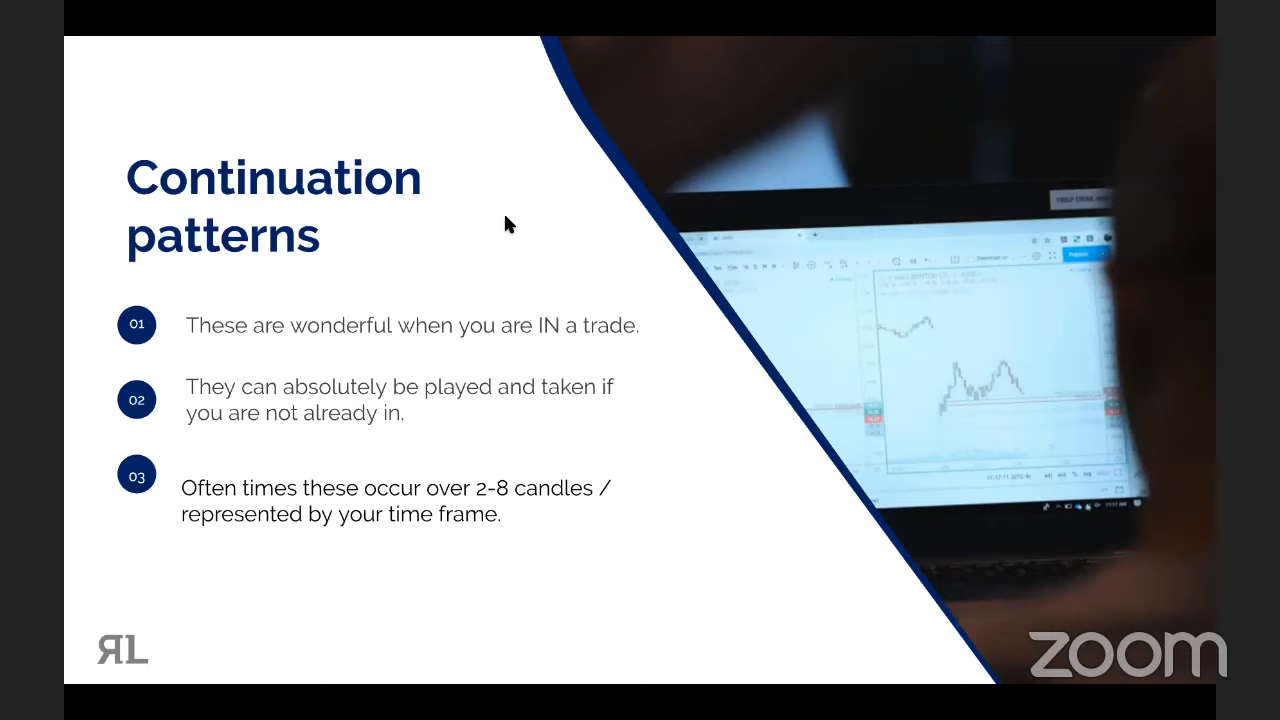 Continuation
patterns
01
These are wonderful when you are IN a trade.
02
They can absolutely be played and taken if
you are not already in.
03
Often times these occur over 2-8 candles /
represented by your time frame.
RL
zoom